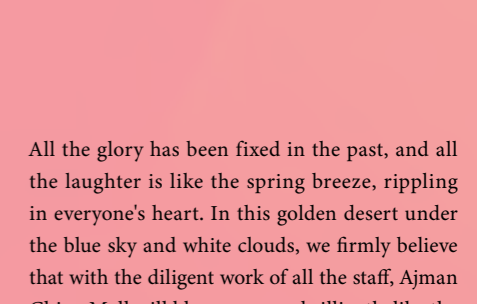 All the glory has been fixed in the past, and all
the laughter is like the spring breeze, rippling
in everyone's heart. In this golden desert under
the blue sky and white clouds, we firmly believe
that with the diligent work of all the staff, Ajman